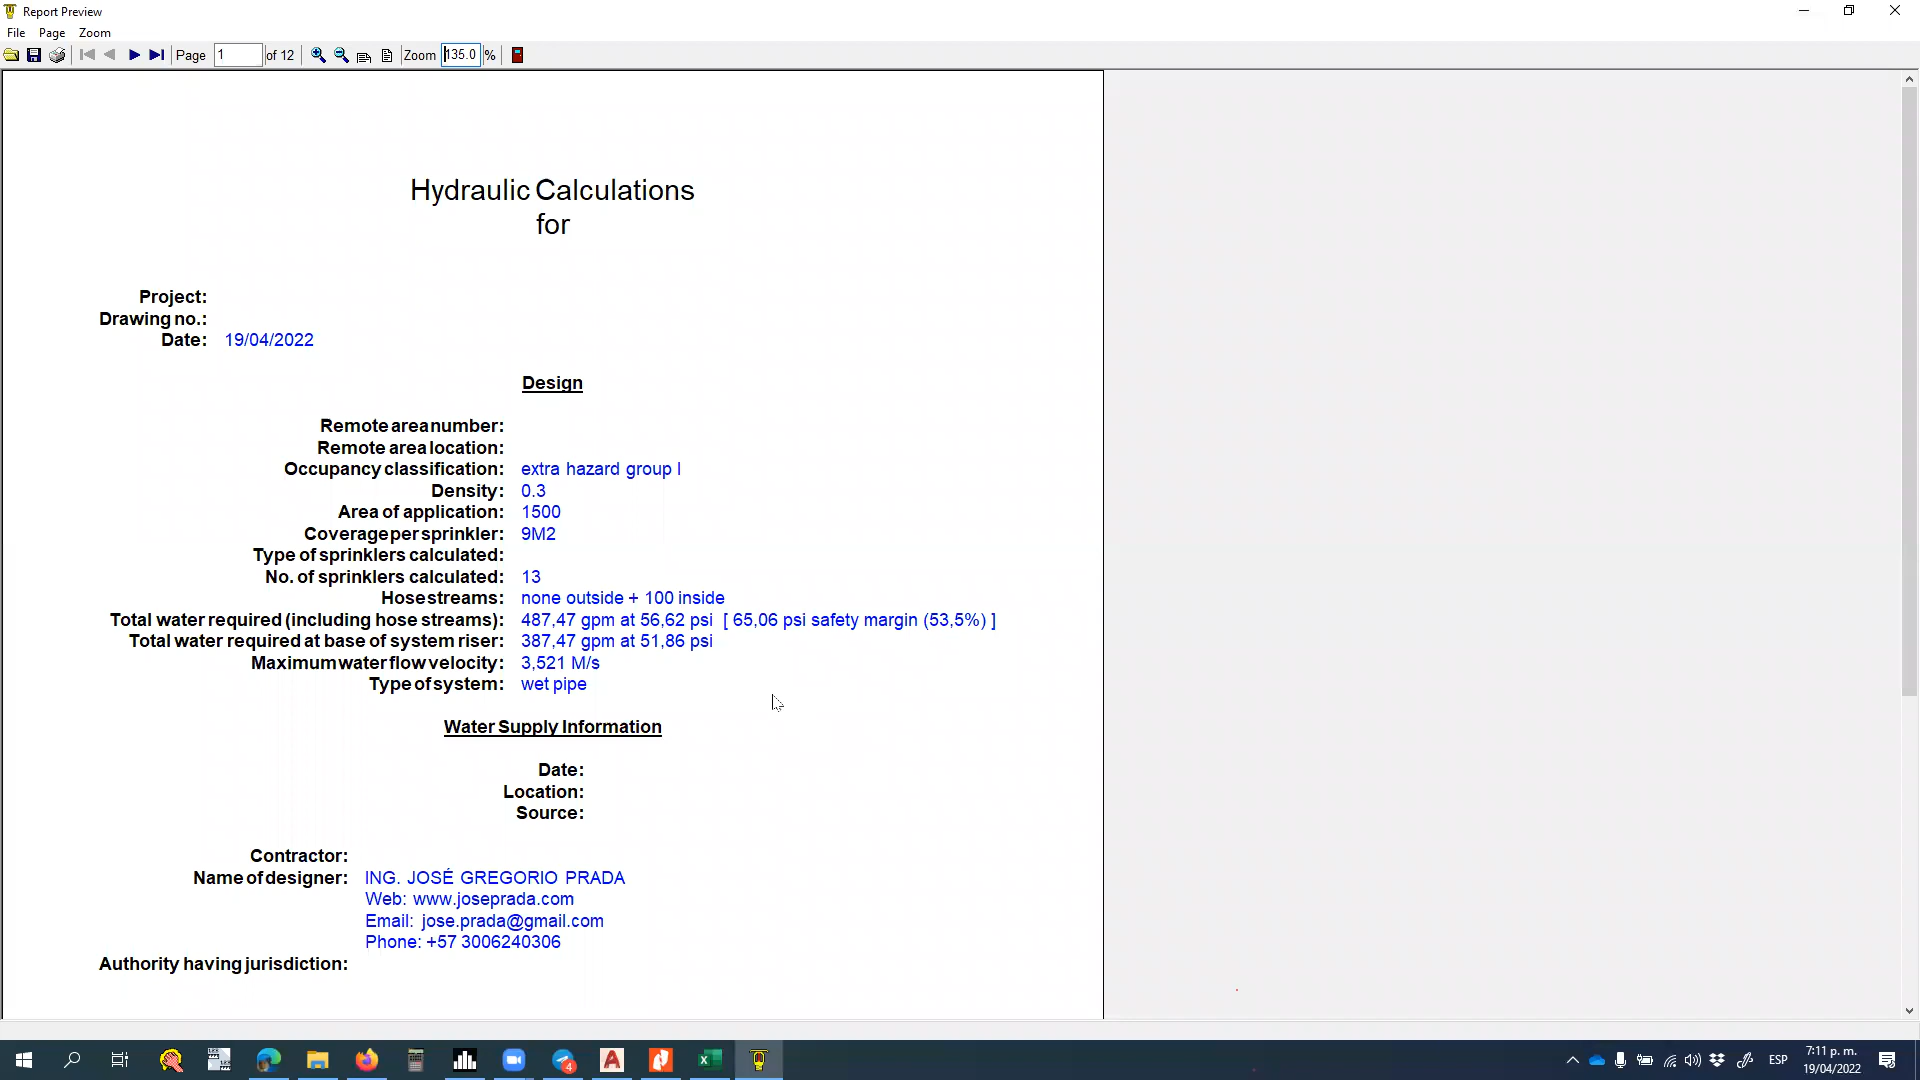 Report Preview
File Page Zoom
Page 1 of 12 Zoom 135.0 %
Hydraulic Calculations
for
Project:
Drawing no.:
Date: 19/04/2022
Design
Remote area number:
Remote area location:
Occupancy classification: extra hazard group I
Density: 0.3
Area of application: 1500
Coverage per sprinkler: 9M2
Type of sprinklers calculated:
No. of sprinklers calculated: 13
Hose streams: none outside + 100 inside
Total water required (including hose streams): 487,47 gpm at 56,62 psi [ 65,06 psi safety margin (53,5%) ]
Total water required at base of system riser: 387,47 gpm at 51,86 psi
Maximum water flow velocity: 3,521 M/s
Type of system: wet pipe
Water Supply Information
Date:
Location:
Source:
Contractor:
Name of designer: ING. JOSÉ GREGORIO PRADA
Web: www.joseprada.com
Email: jose.prada@gmail.com
Phone: +57 3006240306
Authority having jurisdiction:
ESP
7:11 p. m.
19/04/2022